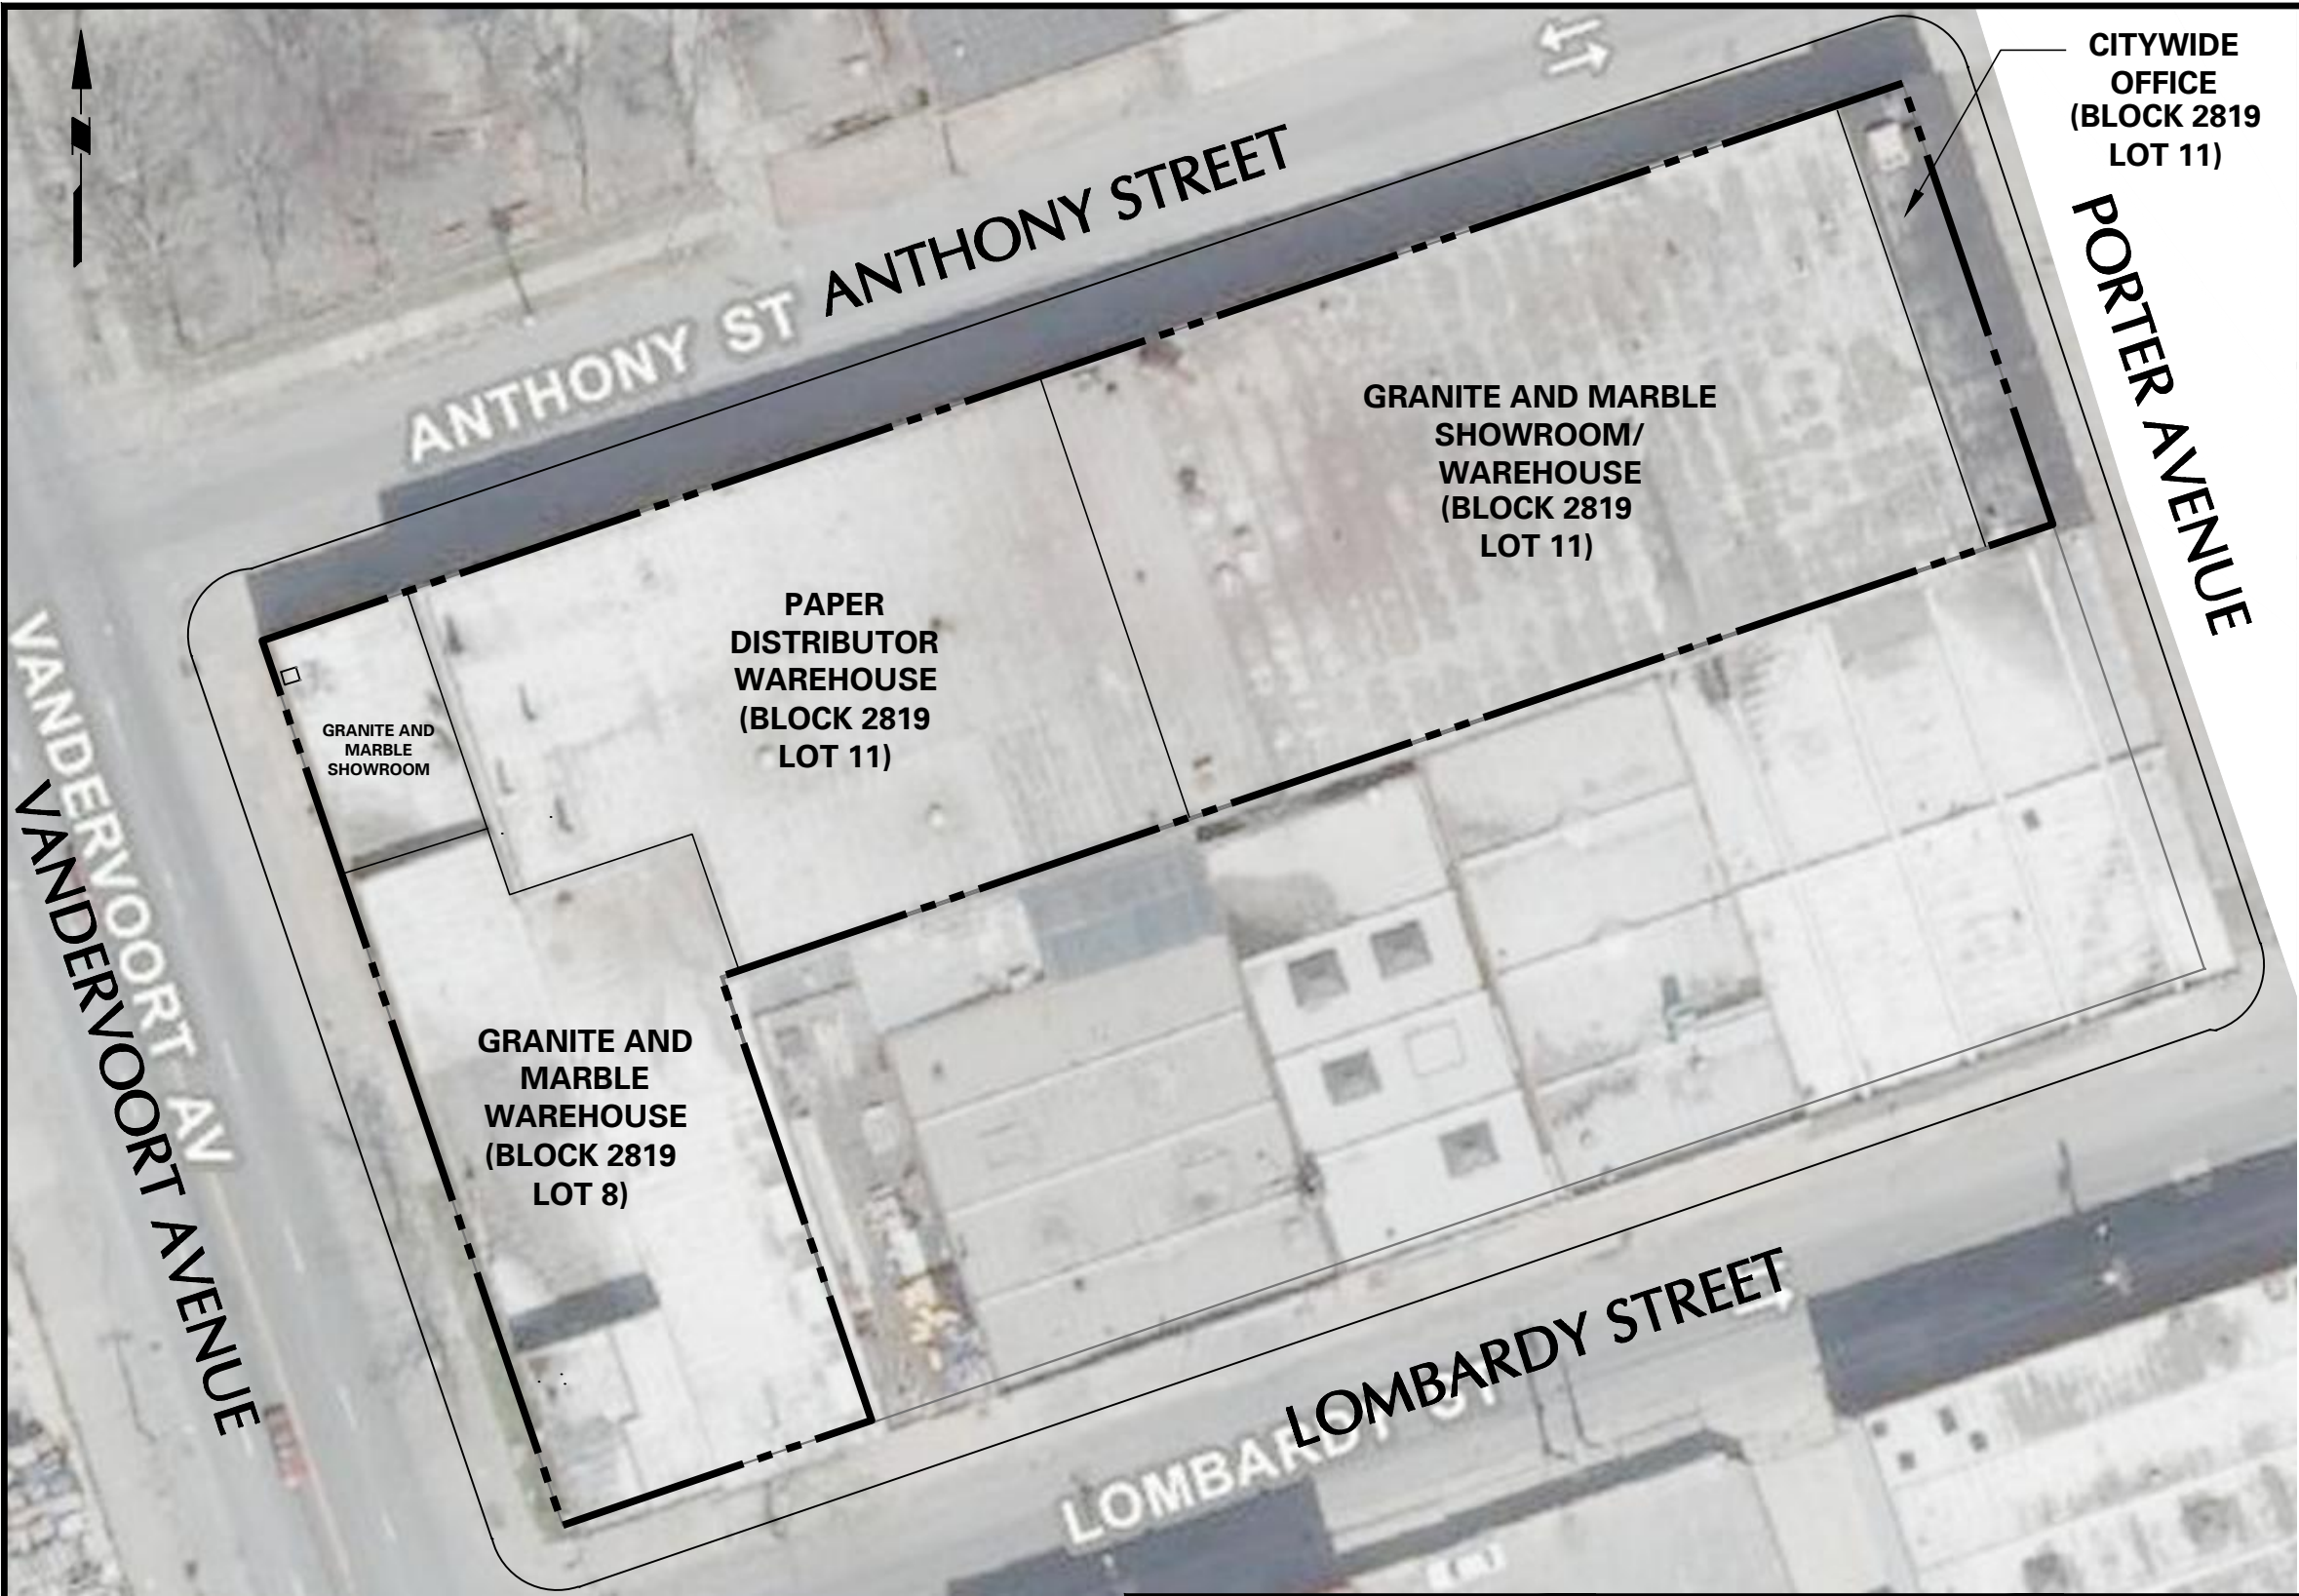 CITYWIDE
OFFICE
(BLOCK 2819
LOT 11)
ANTHONY STREET
ANTHONY ST
PORTER AVENUE
GRANITE AND MARBLE
SHOWROOM/
WAREHOUSE
(BLOCK 2819
LOT 11)
PAPER
DISTRIBUTOR
WAREHOUSE
(BLOCK 2819
LOT 11)
GRANITE AND
MARBLE
SHOWROOM
VANDERVOORT AV
VANDERVOORT AVENUE
GRANITE AND
MARBLE
WAREHOUSE
(BLOCK 2819
LOT 8)
LOMBARDY STREET
LOMBARDY ST